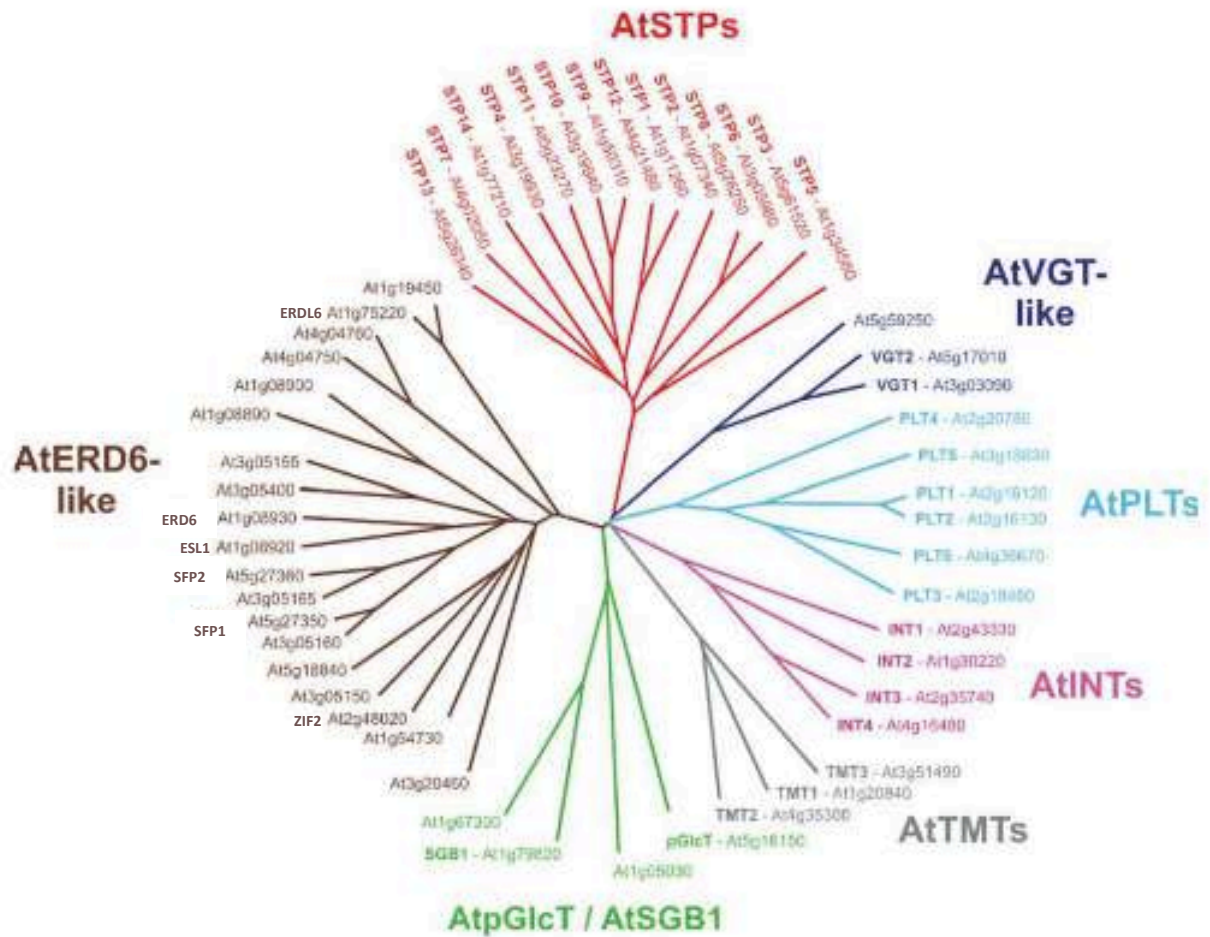 AtSTPs
STP13 - At5g26340
STP7 - At4g02050
STP14 - At1g77210
STP4 - At3g19930
STP11 - At5g23270
STP10 - At3g19940
STP9 - At1g50310
STP12 - At4g21480
STP1 - At1g11260
STP2 - At1g07340
STP8 - At5g26250
STP6 - At3g05960
STP3 - At5g61520
STP5 - At1g34580
AtVGT-
like
At5g59250
VGT2 - At5g17010
VGT1 - At3g03090
AtPLTs
PLT4 - At2g20780
At3g18830
PLT1 - At2g16120
PLT2 - At2g16130
At4g36670
PLT3 - At2g18480
AtINTs
INT1 - At2g43330
INT2 - At1g30220
INT3 - At2g35740
INT4 - At4g16480
TMT3 - At3g51490
TMT1 - At1g20840
TMT2 - At4g35300
AtTMTs
pGlcT - At5g16150
At1g05030
SGB1 - At1g79820
At1g67300
AtpGlcT / AtSGB1
AtERD6-
like
At1g19450
ERDL6 At1g75220
At4g04760
At4g04750
At1g08900
At1g08890
At3g05155
At3g05400
ERD6 At1g08930
ESL1 At1g08920
SFP2 At5g27360
At3g05165
At5g27350
SFP1
At3g05160
At5g18840
At3g05150
ZIF2 At2g48020
At1g54730
At3g20460